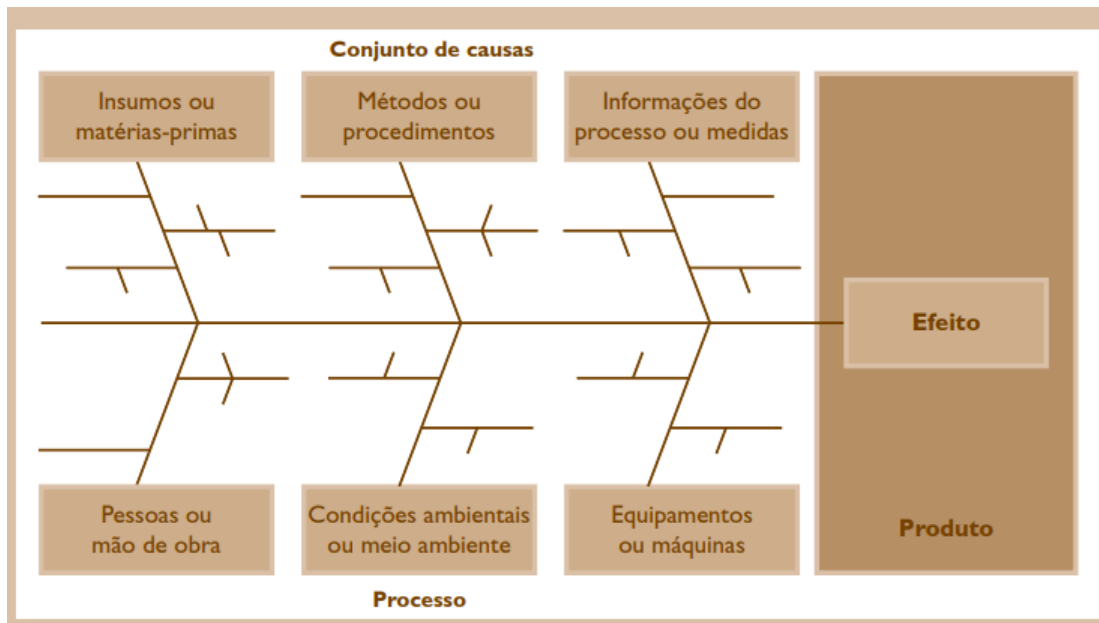 Conjunto de causas
Insumos ou
matérias-primas
Métodos ou
procedimentos
Informações do
processo ou medidas
Efeito
Pessoas ou
mão de obra
Condições ambientais
ou meio ambiente
Equipamentos
ou máquinas
Produto
Processo